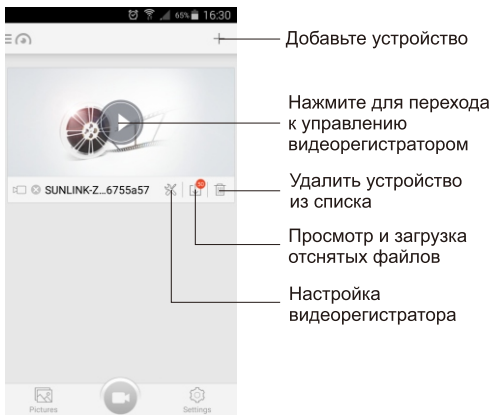 65% 16:30
Добавьте устройство
Нажмите для перехода
к управлению
видеорегистратором
SUNLINK-Z...6755a57
Удалить устройство
из списка
Просмотр и загрузка
отснятых файлов
Настройка
видеорегистратора
Pictures
Settings